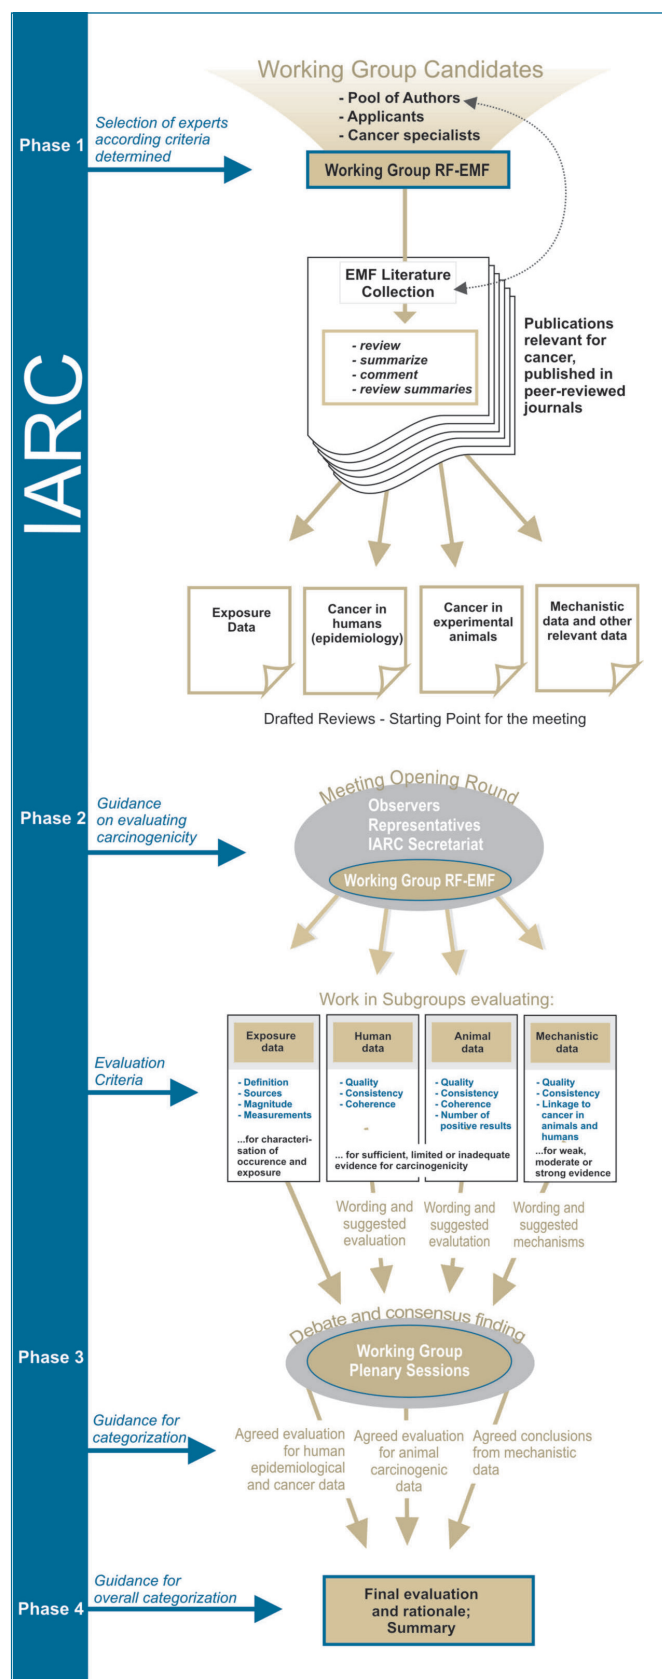 IARC
Working Group Candidates
- Pool of Authors
- Applicants
- Cancer specialists
Phase 1
Selection of experts
according criteria
determined
Working Group RF-EMF
EMF Literature
Collection
- review
- summarize
- comment
- review summaries
Publications
relevant for
cancer,
published in
peer-reviewed
journals
Exposure
Data
Cancer in
humans
(epidemiology)
Cancer in
experimental
animals
Mechanistic
data and other
relevant data
Drafted Reviews - Starting Point for the meeting
Phase 2
Guidance
on evaluating
carcinogenicity
Meeting Opening Round
Observers
Representatives
IARC Secretariat
Working Group RF-EMF
Work in Subgroups evaluating:
Evaluation
Criteria
Exposure
data
- Definition
- Sources
- Magnitude
- Measurements
...for characteri-
sation of
occurence and
exposure
Human
data
- Quality
- Consistency
- Coherence
-
Animal
data
- Quality
- Consistency
- Coherence
- Number of
positive results
... for sufficient, limited or inadequate
evidence for carcinogenicity
Mechanistic
data
- Quality
- Consistency
- Linkage to
cancer in
animals and
humans
...for weak,
moderate or
strong evidence
Wording and
suggested
evaluation
Wording and
suggested
evalutation
Wording and
suggested
mechanisms
Phase 3
Debate and consensus finding
Working Group
Plenary Sessions
Guidance for
categorization
Agreed evaluation
for human
epidemiological
and cancer data
Agreed evaluation
for animal
carcinogenic
data
Agreed conclusions
from mechanistic
data
Phase 4
Guidance for
overall categorization
Final evaluation
and rationale;
Summary